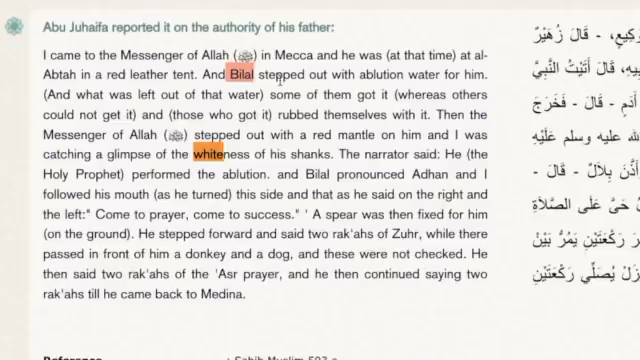 Abu Juhaifa reported it on the authority of his father:
I came to the Messenger of Allah (ﷺ) in Mecca and he was (at that time) at al-
Abtah in a red leather tent. And Bilal stepped out with ablution water for him.
(And what was left out of that water) some of them got it (whereas others
could not get it) and (those who got it) rubbed themselves with it. Then the
Messenger of Allah (ﷺ) stepped out with a red mantle on him and I was
catching a glimpse of the whiteness of his shanks. The narrator said: He (the
Holy Prophet) performed the ablution. and Bilal pronounced Adhan and I
followed his mouth (as he turned) this side and that as he said on the right and
the left:" Come to prayer, come to success." ' A spear was then fixed for him
(on the ground). He stepped forward and said two rak'ahs of Zuhr, while there
passed in front of him a donkey and a dog, and these were not checked. He
then said two rak'ahs of the 'Asr prayer, and he then continued saying two
rak'ahs till he came back to Medina.
وَكِيعٍ، - قَالَ زُهَيْرٌ
قَالَ أَتَيْتُ النَّبِيَّ
أَدَمٍ - قَالَ - فَخَرَجَ
الله عليه وسلم عَلَيْهِ
وَأَذَّنَ بِلاَلٌ - قَالَ -
حَىَّ عَلَى الصَّلاَةِ
رَكْعَتَيْنِ يَمُرُّ بَيْنَ
يُصَلِّي رَكْعَتَيْنِ